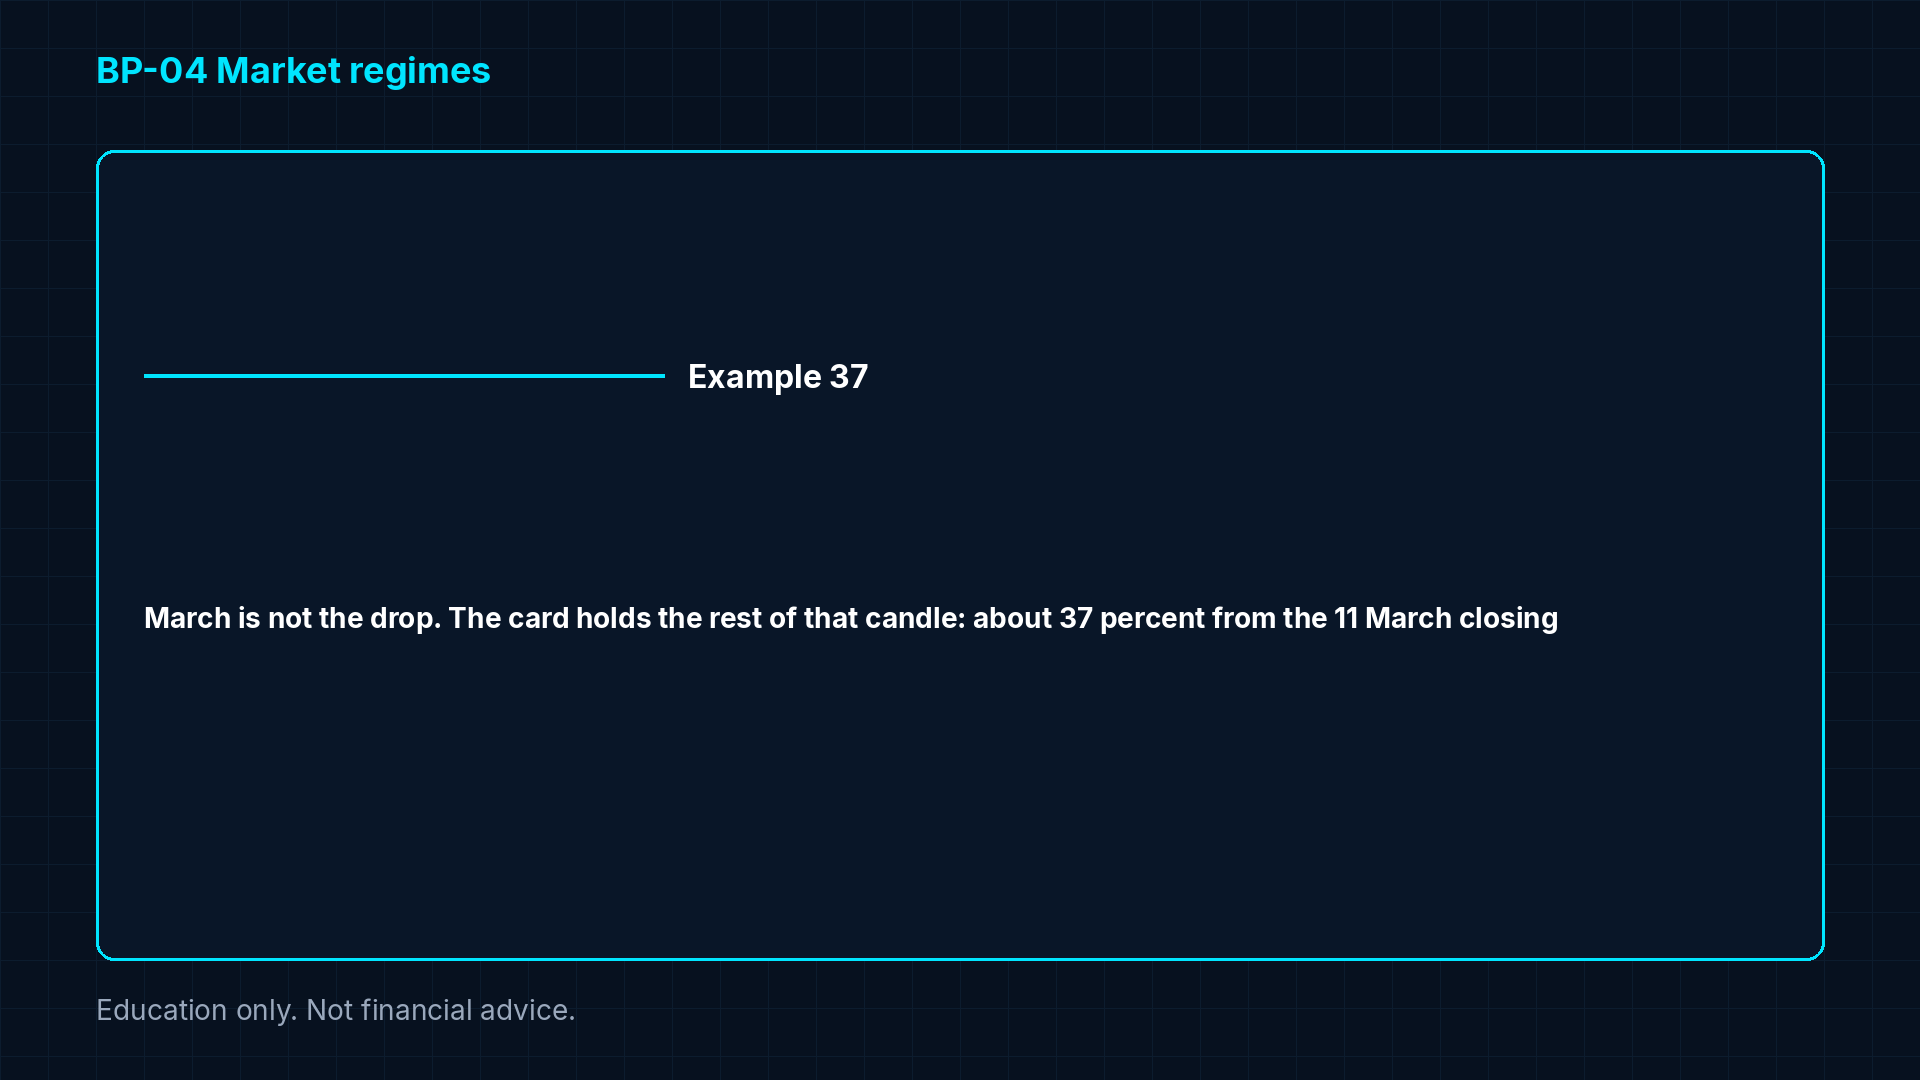 BP-04 Market regimes
Example 37
March is not the drop. The card holds the rest of that candle: about 37 percent from the 11 March closing
Education only. Not financial advice.